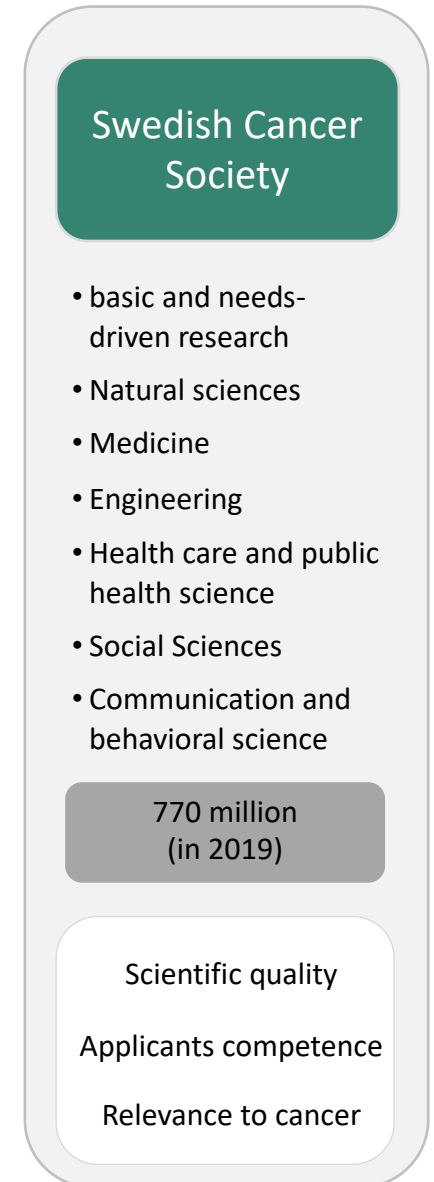 Swedish Cancer
Society
• basic and needs-
driven research
• Natural sciences
• Medicine
• Engineering
• Health care and public
health science
• Social Sciences
• Communication and
behavioral science
770 million
(in 2019)
Scientific quality
Applicants competence
Relevance to cancer